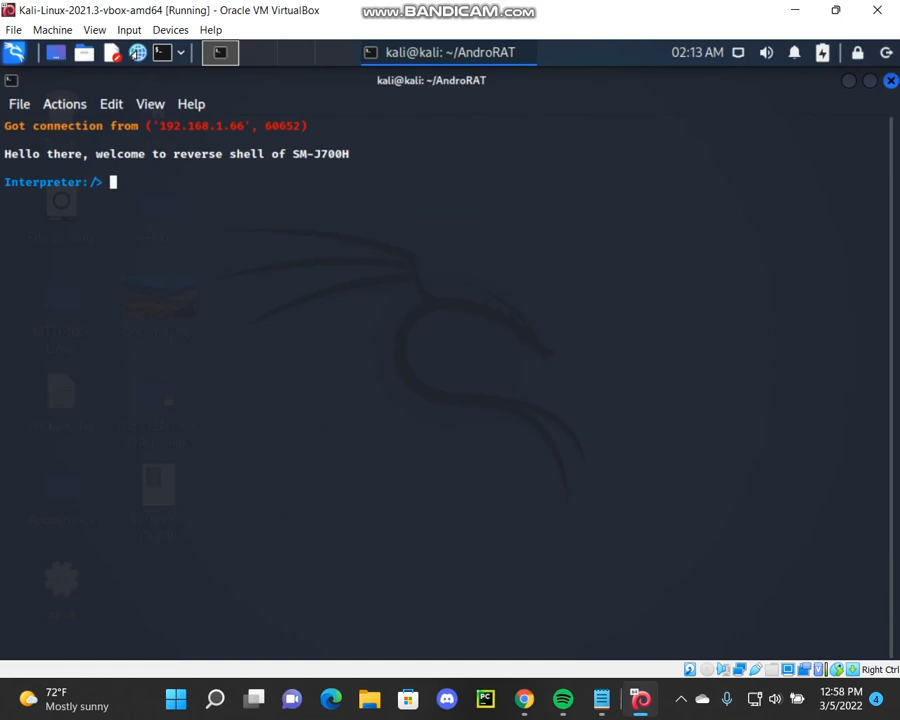 Kali-Linux-2021.3-vbox-amd64 [Running] - Oracle VM VirtualBox
www.BANDICAM.com
File Machine View Input Devices Help
kali@kali: ~/AndroRAT
02:13 AM
kali@kali: ~/AndroRAT
File Actions Edit View Help
Got connection from ('192.168.1.66', 60652)
Hello there, welcome to reverse shell of SM-J700H
Interpreter:/>
Right Ctrl
72°F
Mostly sunny
12:58 PM
3/5/2022
4